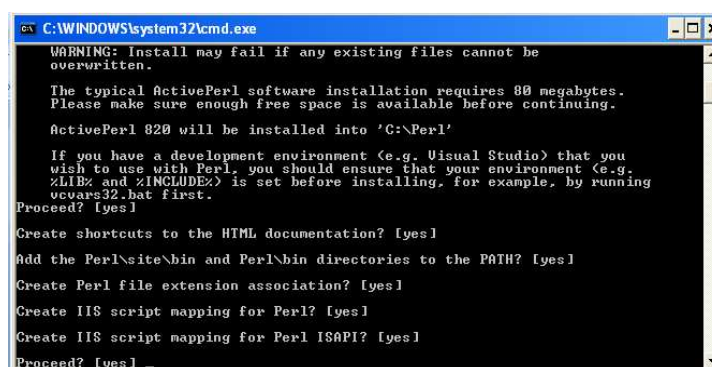 C:\WINDOWS\system32\cmd.exe
WARNING: Install may fail if any existing files cannot be
overwritten.
The typical ActivePerl software installation requires 80 megabytes.
Please make sure enough free space is available before continuing.
ActivePerl 820 will be installed into 'C:\Perl'
If you have a development environment (e.g. Visual Studio) that you
wish to use with Perl, you should ensure that your environment (e.g.
%LIB% and %INCLUDE%) is set before installing, for example, by running
vcvars32.bat first.
Proceed? [yes]
Create shortcuts to the HTML documentation? [yes]
Add the Perl\site\bin and Perl\bin directories to the PATH? [yes]
Create Perl file extension association? [yes]
Create IIS script mapping for Perl? [yes]
Create IIS script mapping for Perl ISAPI? [yes]
Proceed? [yes] _